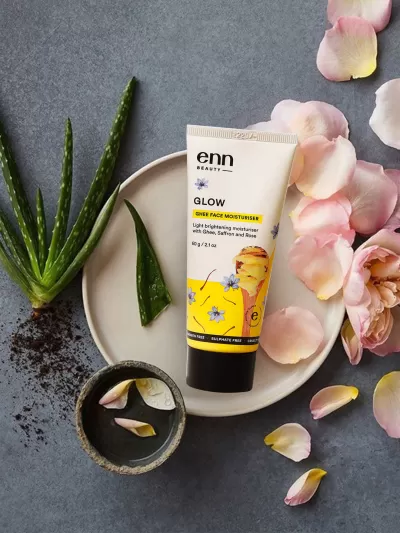 enn
BEAUTY
GLOW
GHEE FACE MOISTURISER
Light brightening moisturiser
with Ghee, Saffron and Rose
60 g / 2.1 oz
e
FREE | SULPHATE FREE